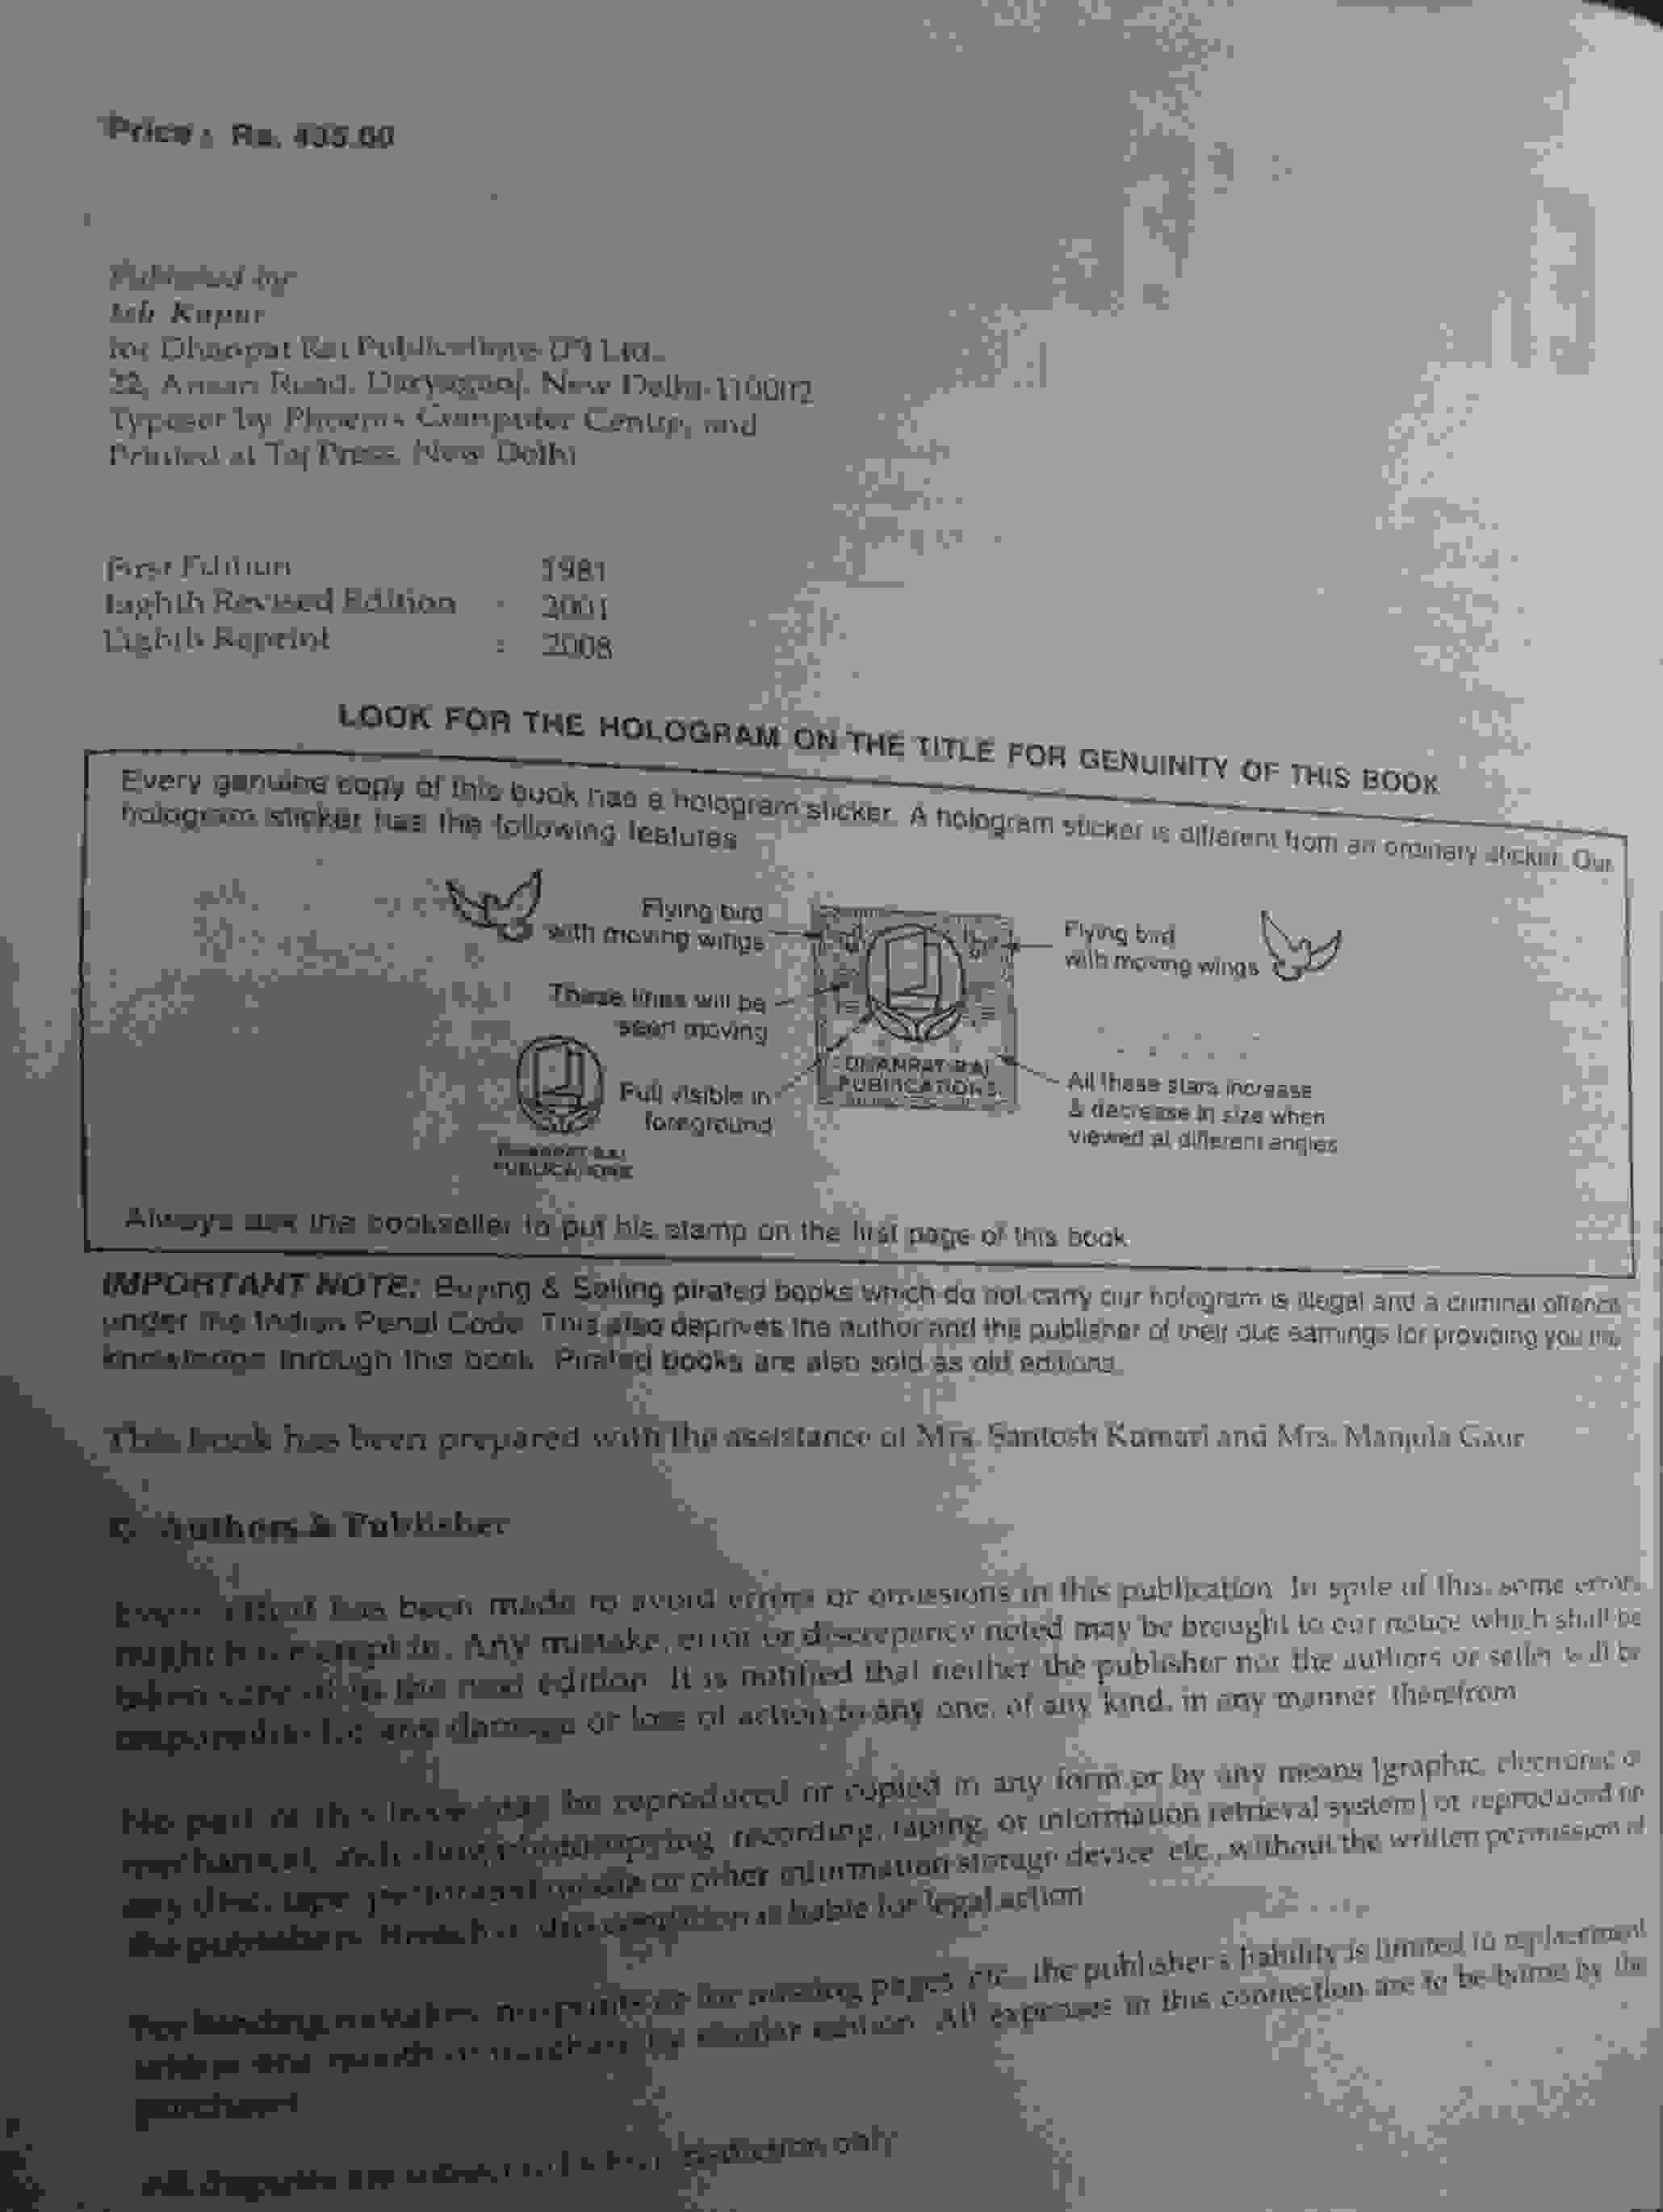 Price : Rs. 435.00
Published by
Ish Kapur
for Dhanpat Rai Publications (P) Ltd.,
22, Ansari Road, Daryaganj, New Delhi-110002
Typeset by Phoenix Computer Centre, and
Printed at Taj Press, New Delhi
First Edition 1981
Eighth Revised Edition : 2001
Eighth Reprint : 2008
LOOK FOR THE HOLOGRAM ON THE TITLE FOR GENUINITY OF THIS BOOK
Every genuine copy of this book has a hologram sticker. A hologram sticker is different from an ordinary sticker. Our
hologram sticker has the following features
Flying bird
with moving wings
These lines will be
seen moving
Full visible in
foreground
DHANPAT RAI
PUBLICATIONS
DHANPAT RAI
PUBLICATIONS
Flying bird
with moving wings
All these stars increase
& decrease in size when
viewed at different angles
Always ask the bookseller to put his stamp on the first page of this book.
IMPORTANT NOTE: Buying & Selling pirated books which do not carry our hologram is illegal and a criminal offence
under the Indian Penal Code. This also deprives the author and the publisher of their due earnings for providing you the
knowledge through this book. Pirated books are also sold as old editions.
This book has been prepared with the assistance of Mrs. Santosh Kumari and Mrs. Manjula Gaur
© Authors & Publisher
Every effort has been made to avoid errors or omissions in this publication. In spite of this, some errors
might have crept in. Any mistake, error or discrepancy noted may be brought to our notice which shall be
taken care of in the next edition. It is notified that neither the publisher nor the authors or seller will be
responsible for any damage or loss of action to any one, of any kind, in any manner, therefrom
No part of this book may be reproduced or copied in any form or by any means [graphic, electronic or
mechanical, including photocopying, recording, taping, or information retrieval system] or reproduced on
any disc, tape, perforated media or other information storage device etc., without the written permission of
the publishers. Breach of this condition is liable for legal action
For binding mistakes, misprints or for missing pages, etc., the publisher's liability is limited to replacement
within one month of purchase by similar edition. All expenses in this connection are to be borne by the
purchaser
All disputes are subject to jurisdiction only